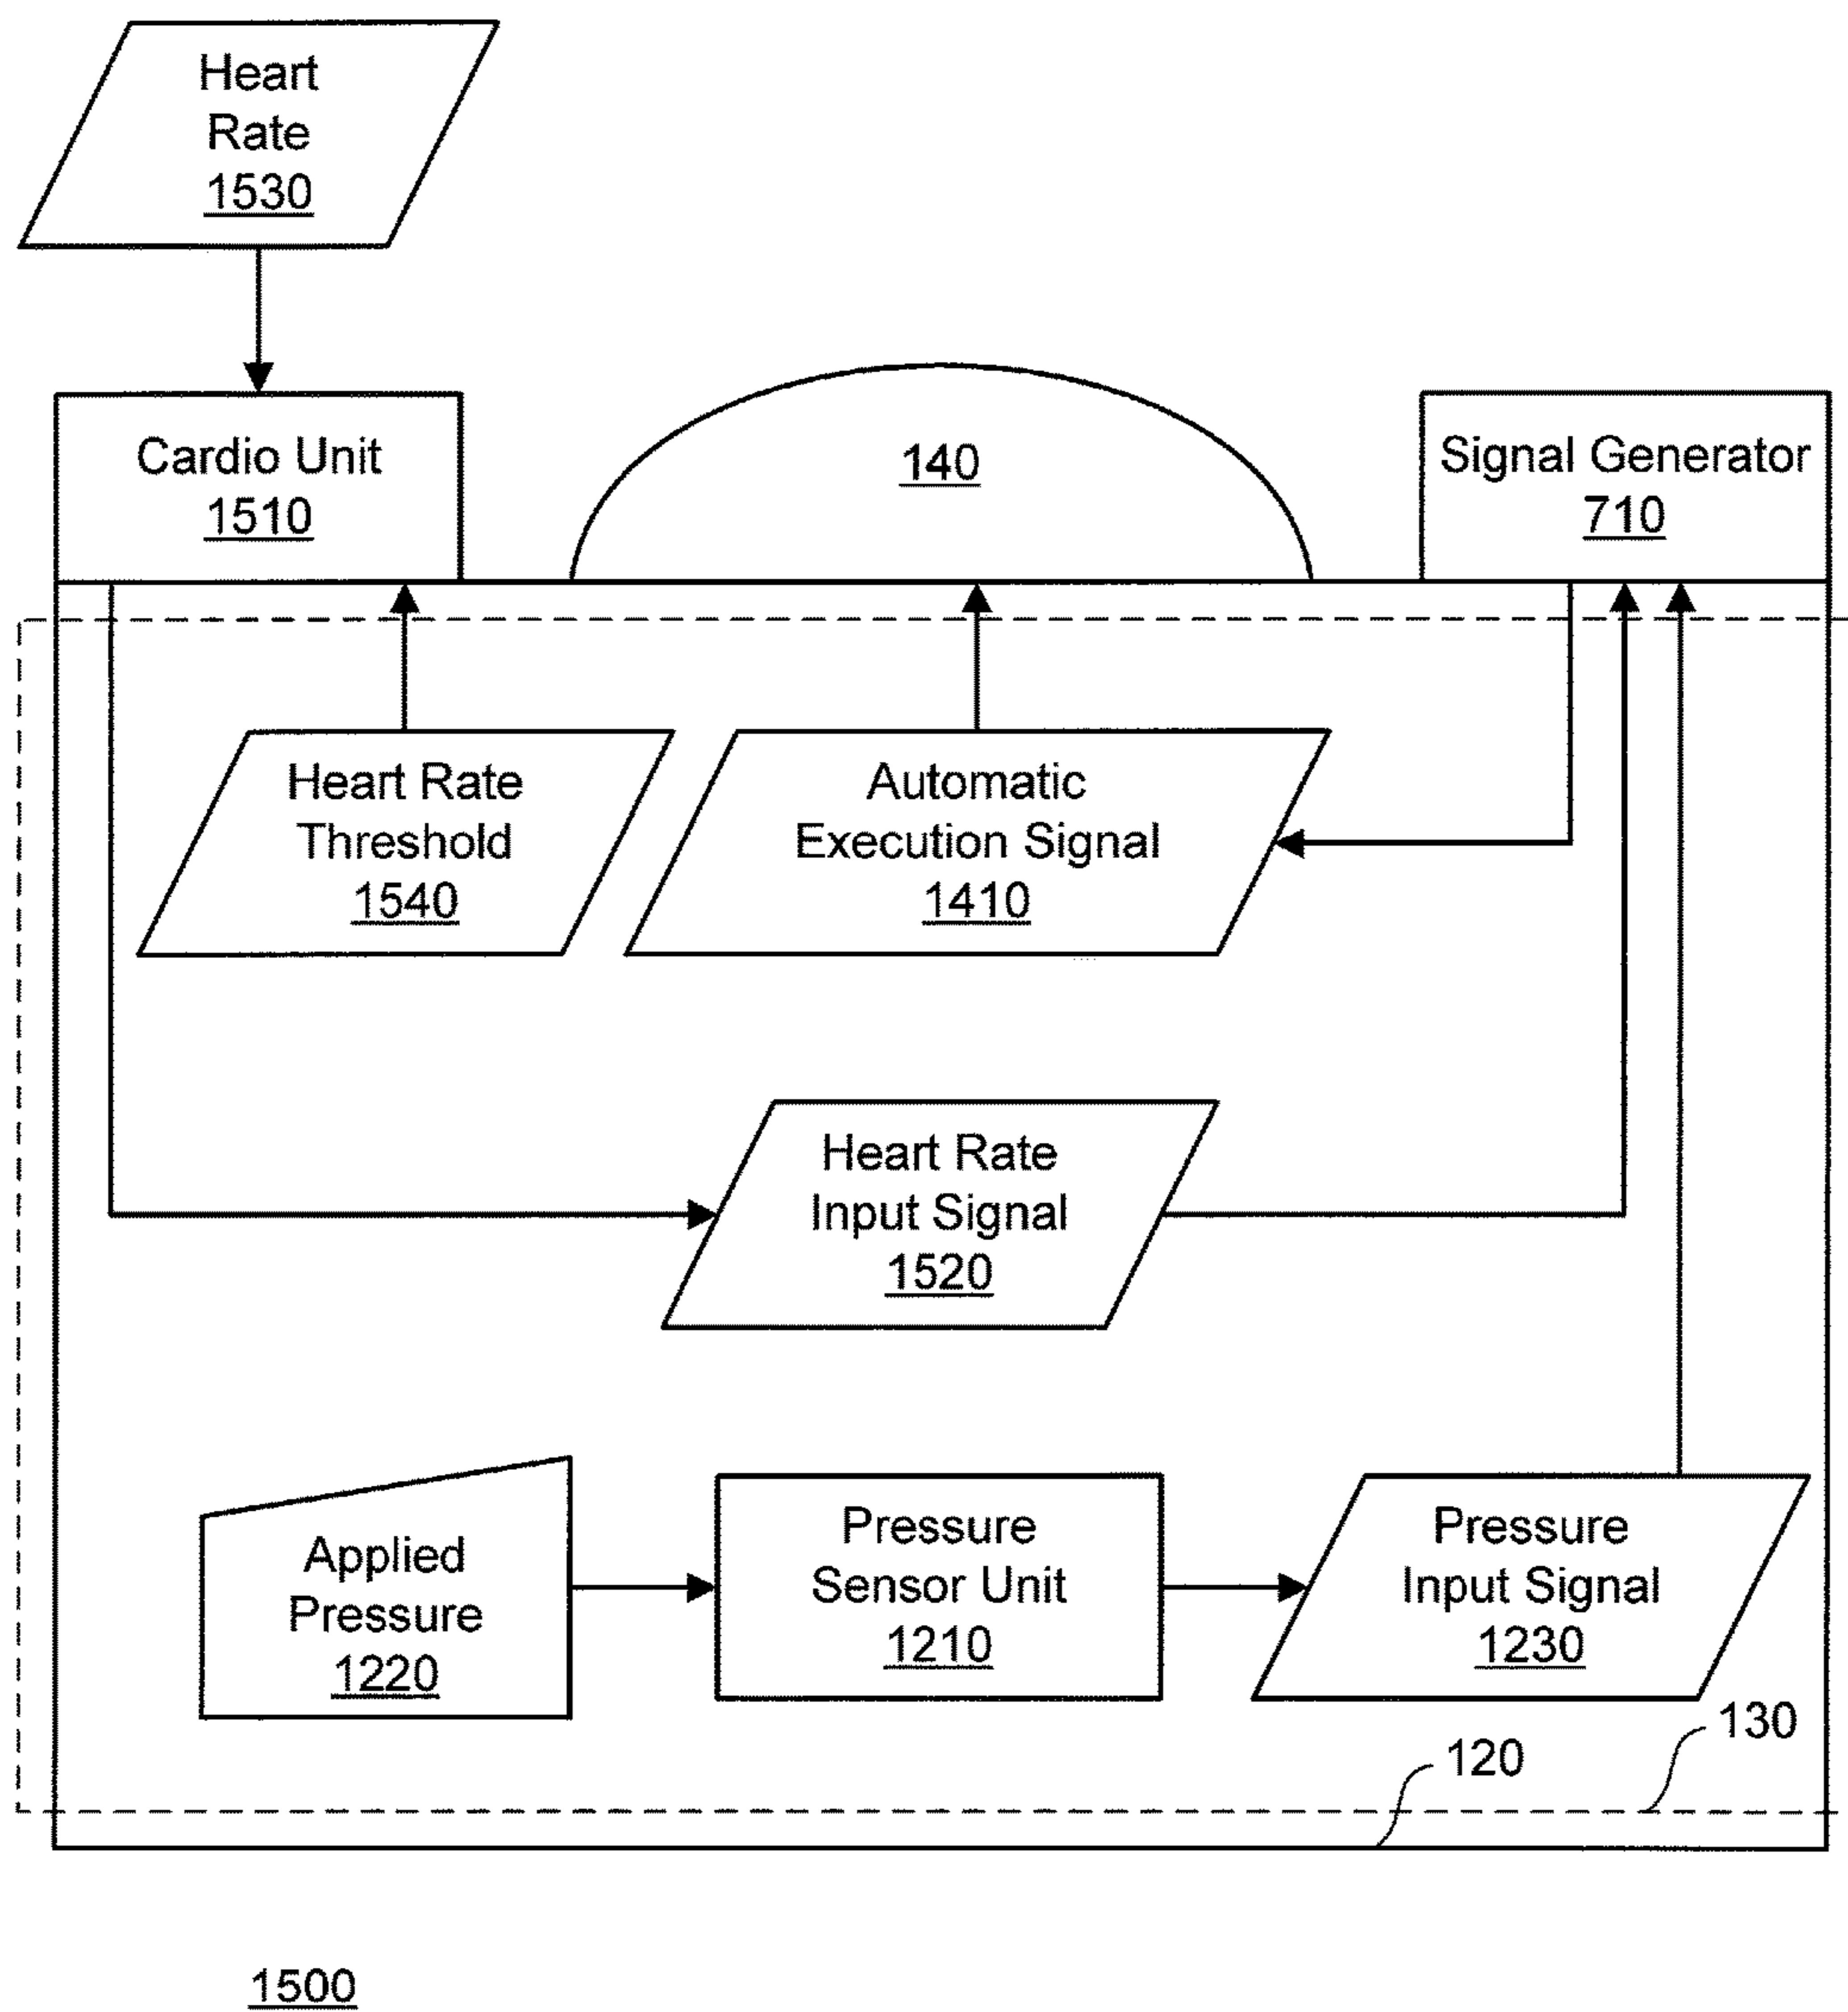 Heart
Rate
1530
Cardio Unit
1510
140
Signal Generator
710
Heart Rate
Threshold
1540
Automatic
Execution Signal
1410
Heart Rate
Input Signal
1520
Applied
Pressure
1220
Pressure
Sensor Unit
1210
Pressure
Input Signal
1230
130
120
1500